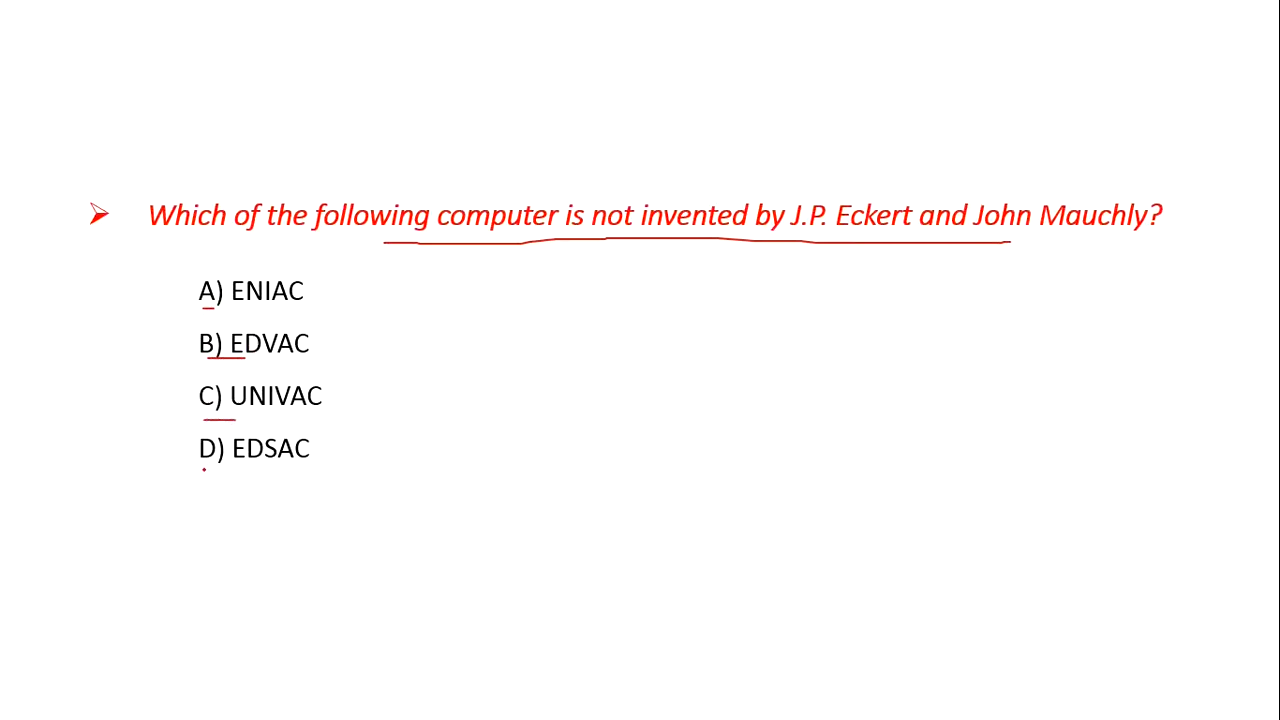 ➢ Which of the following computer is not invented by J.P. Eckert and John Mauchly?
A) ENIAC
B) EDVAC
C) UNIVAC
D) EDSAC